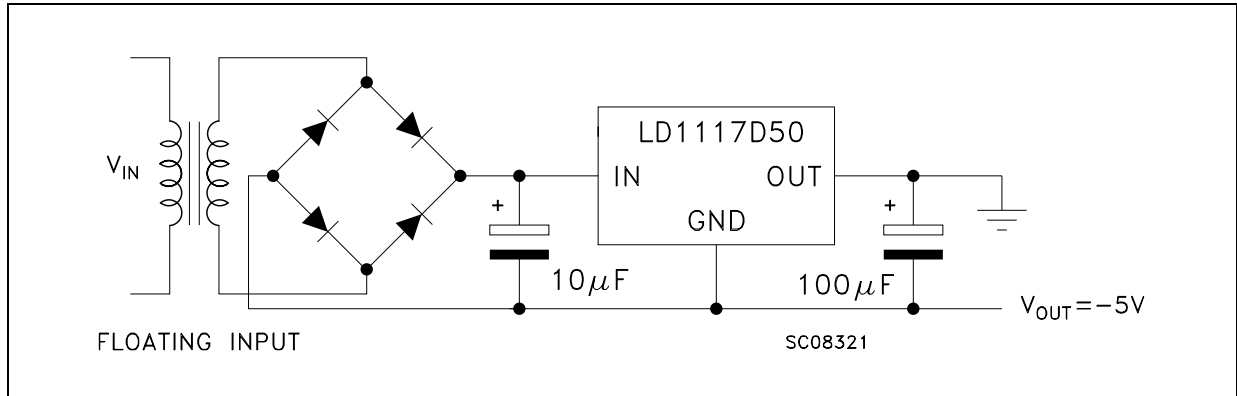 LD1117D50
V_IN
IN
OUT
+
+
GND
10μF
100μF
V_OUT=-5V
FLOATING INPUT
SC08321